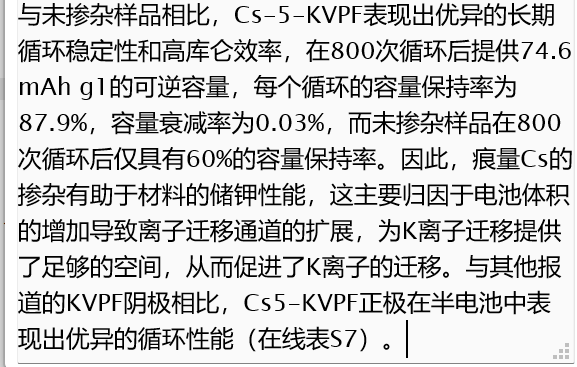 与未掺杂样品相比，Cs-5-KVPF表现出优异的长期
循环稳定性和高库仑效率，在800次循环后提供74.6
mAh g1的可逆容量，每个循环的容量保持率为
87.9%，容量衰减率为0.03%，而未掺杂样品在800
次循环后仅具有60%的容量保持率。因此，痕量Cs的
掺杂有助于材料的储钾性能，这主要归因于电池体积
的增加导致离子迁移通道的扩展，为K离子迁移提供
了足够的空间，从而促进了K离子的迁移。与其他报
道的KVPF阴极相比，Cs5-KVPF正极在半电池中表
现出优异的循环性能（在线表S7）。